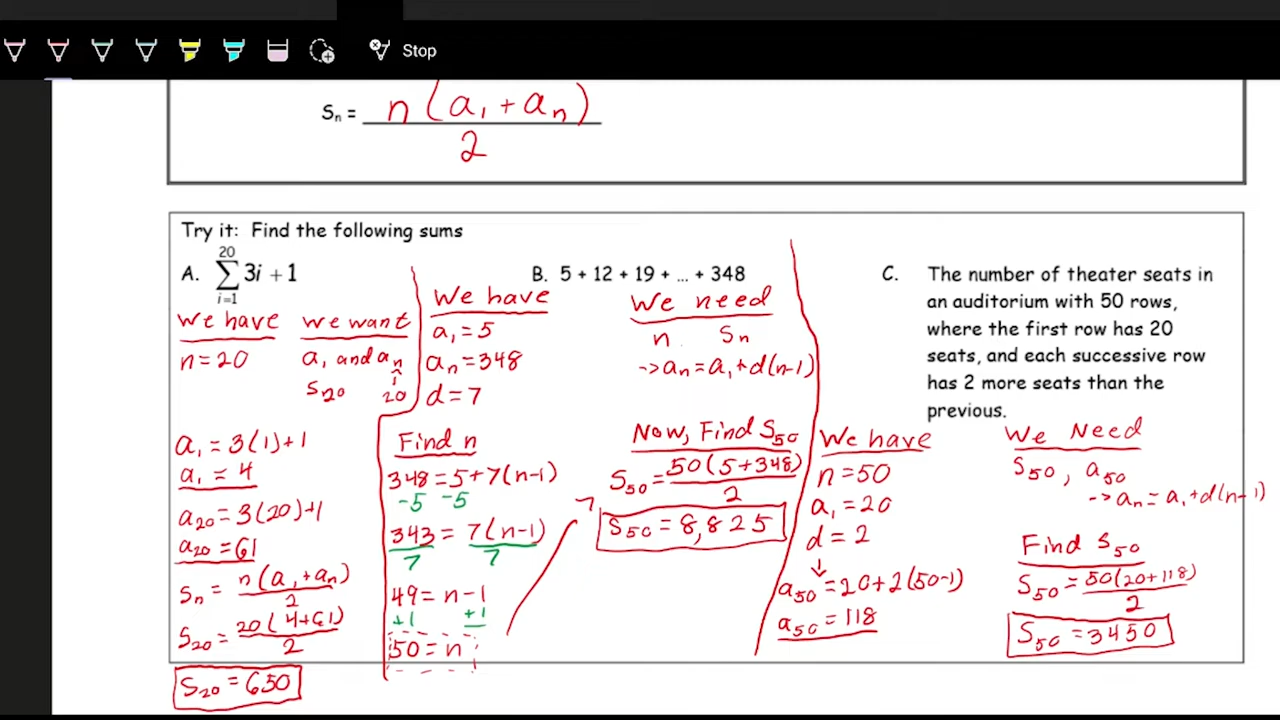 Stop
Sₙ = n(a₁ + aₙ)
2
Try it: Find the following sums
A. 20
∑ 3i + 1
i=1
We have
n = 20
We want
a₁ and aₙ
↑
S₂₀ 20
a₁ = 3(1)+1
a₁ = 4
a₂₀ = 3(20)+1
a₂₀ = 61
Sₙ = n(a₁+aₙ)
2
S₂₀ = 20(4+61)
2
S₂₀ = 650
B. 5 + 12 + 19 + ... + 348
We have
a₁ = 5
aₙ = 348
d = 7
We need
n Sₙ
-> aₙ = a₁ + d(n-1)
Find n
348 = 5 + 7(n-1)
-5 -5
343 = 7(n-1)
7 7
49 = n-1
+1 +1
50 = n
Now, Find S₅₀
S₅₀ = 50(5+348)
2
S₅₀ = 8,825
C. The number of theater seats in
an auditorium with 50 rows,
where the first row has 20
seats, and each successive row
has 2 more seats than the
previous.
We have
n = 50
a₁ = 20
d = 2
↓
a₅₀ = 20 + 2(50-1)
a₅₀ = 118
We Need
S₅₀, a₅₀
-> aₙ = a₁ + d(n-1)
Find S₅₀
S₅₀ = 50(20+118)
2
S₅₀ = 3450